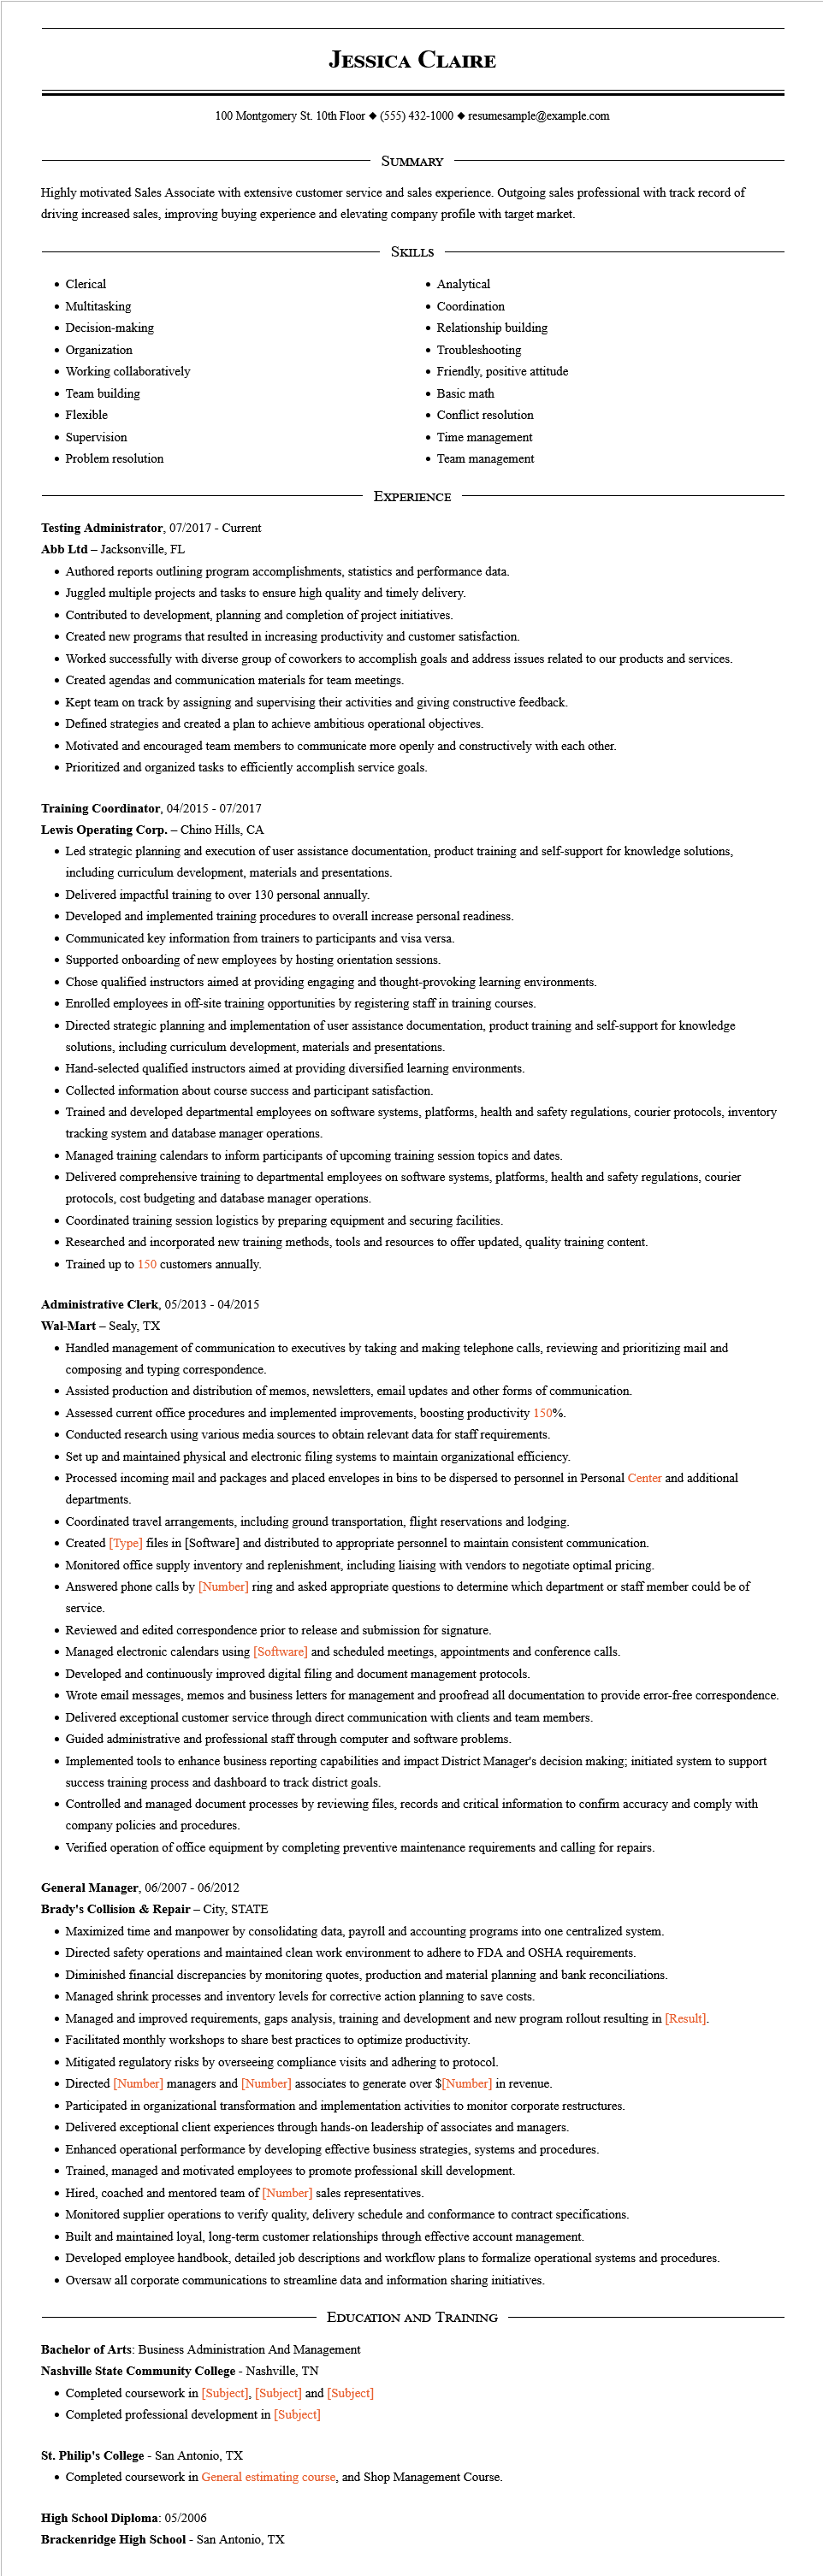 Jessica Claire
100 Montgomery St. 10th Floor ◆ (555) 432-1000 ◆ resumesample@example.com
Summary
Highly motivated Sales Associate with extensive customer service and sales experience. Outgoing sales professional with track record of
driving increased sales, improving buying experience and elevating company profile with target market.
Skills
• Clerical
• Multitasking
• Decision-making
• Organization
• Working collaboratively
• Team building
• Flexible
• Supervision
• Problem resolution
• Analytical
• Coordination
• Relationship building
• Troubleshooting
• Friendly, positive attitude
• Basic math
• Conflict resolution
• Time management
• Team management
Experience
Testing Administrator, 07/2017 - Current
Abb Ltd – Jacksonville, FL
• Authored reports outlining program accomplishments, statistics and performance data.
• Juggled multiple projects and tasks to ensure high quality and timely delivery.
• Contributed to development, planning and completion of project initiatives.
• Created new programs that resulted in increasing productivity and customer satisfaction.
• Worked successfully with diverse group of coworkers to accomplish goals and address issues related to our products and services.
• Created agendas and communication materials for team meetings.
• Kept team on track by assigning and supervising their activities and giving constructive feedback.
• Defined strategies and created a plan to achieve ambitious operational objectives.
• Motivated and encouraged team members to communicate more openly and constructively with each other.
• Prioritized and organized tasks to efficiently accomplish service goals.
Training Coordinator, 04/2015 - 07/2017
Lewis Operating Corp. – Chino Hills, CA
• Led strategic planning and execution of user assistance documentation, product training and self-support for knowledge solutions,
including curriculum development, materials and presentations.
• Delivered impactful training to over 130 personal annually.
• Developed and implemented training procedures to overall increase personal readiness.
• Communicated key information from trainers to participants and visa versa.
• Supported onboarding of new employees by hosting orientation sessions.
• Chose qualified instructors aimed at providing engaging and thought-provoking learning environments.
• Enrolled employees in off-site training opportunities by registering staff in training courses.
• Directed strategic planning and implementation of user assistance documentation, product training and self-support for knowledge
solutions, including curriculum development, materials and presentations.
• Hand-selected qualified instructors aimed at providing diversified learning environments.
• Collected information about course success and participant satisfaction.
• Trained and developed departmental employees on software systems, platforms, health and safety regulations, courier protocols, inventory
tracking system and database manager operations.
• Managed training calendars to inform participants of upcoming training session topics and dates.
• Delivered comprehensive training to departmental employees on software systems, platforms, health and safety regulations, courier
protocols, cost budgeting and database manager operations.
• Coordinated training session logistics by preparing equipment and securing facilities.
• Researched and incorporated new training methods, tools and resources to offer updated, quality training content.
• Trained up to 150 customers annually.
Administrative Clerk, 05/2013 - 04/2015
Wal-Mart – Sealy, TX
• Handled management of communication to executives by taking and making telephone calls, reviewing and prioritizing mail and
composing and typing correspondence.
• Assisted production and distribution of memos, newsletters, email updates and other forms of communication.
• Assessed current office procedures and implemented improvements, boosting productivity 150%.
• Conducted research using various media sources to obtain relevant data for staff requirements.
• Set up and maintained physical and electronic filing systems to maintain organizational efficiency.
• Processed incoming mail and packages and placed envelopes in bins to be dispersed to personnel in Personal Center and additional
departments.
• Coordinated travel arrangements, including ground transportation, flight reservations and lodging.
• Created [Type] files in [Software] and distributed to appropriate personnel to maintain consistent communication.
• Monitored office supply inventory and replenishment, including liaising with vendors to negotiate optimal pricing.
• Answered phone calls by [Number] ring and asked appropriate questions to determine which department or staff member could be of
service.
• Reviewed and edited correspondence prior to release and submission for signature.
• Managed electronic calendars using [Software] and scheduled meetings, appointments and conference calls.
• Developed and continuously improved digital filing and document management protocols.
• Wrote email messages, memos and business letters for management and proofread all documentation to provide error-free correspondence.
• Delivered exceptional customer service through direct communication with clients and team members.
• Guided administrative and professional staff through computer and software problems.
• Implemented tools to enhance business reporting capabilities and impact District Manager's decision making; initiated system to support
success training process and dashboard to track district goals.
• Controlled and managed document processes by reviewing files, records and critical information to confirm accuracy and comply with
company policies and procedures.
• Verified operation of office equipment by completing preventive maintenance requirements and calling for repairs.
General Manager, 06/2007 - 06/2012
Brady's Collision & Repair – City, STATE
• Maximized time and manpower by consolidating data, payroll and accounting programs into one centralized system.
• Directed safety operations and maintained clean work environment to adhere to FDA and OSHA requirements.
• Diminished financial discrepancies by monitoring quotes, production and material planning and bank reconciliations.
• Managed shrink processes and inventory levels for corrective action planning to save costs.
• Managed and improved requirements, gaps analysis, training and development and new program rollout resulting in [Result].
• Facilitated monthly workshops to share best practices to optimize productivity.
• Mitigated regulatory risks by overseeing compliance visits and adhering to protocol.
• Directed [Number] managers and [Number] associates to generate over $[Number] in revenue.
• Participated in organizational transformation and implementation activities to monitor corporate restructures.
• Delivered exceptional client experiences through hands-on leadership of associates and managers.
• Enhanced operational performance by developing effective business strategies, systems and procedures.
• Trained, managed and motivated employees to promote professional skill development.
• Hired, coached and mentored team of [Number] sales representatives.
• Monitored supplier operations to verify quality, delivery schedule and conformance to contract specifications.
• Built and maintained loyal, long-term customer relationships through effective account management.
• Developed employee handbook, detailed job descriptions and workflow plans to formalize operational systems and procedures.
• Oversaw all corporate communications to streamline data and information sharing initiatives.
Education and Training
Bachelor of Arts: Business Administration And Management
Nashville State Community College - Nashville, TN
• Completed coursework in [Subject], [Subject] and [Subject]
• Completed professional development in [Subject]
St. Philip's College - San Antonio, TX
• Completed coursework in General estimating course, and Shop Management Course.
High School Diploma: 05/2006
Brackenridge High School - San Antonio, TX